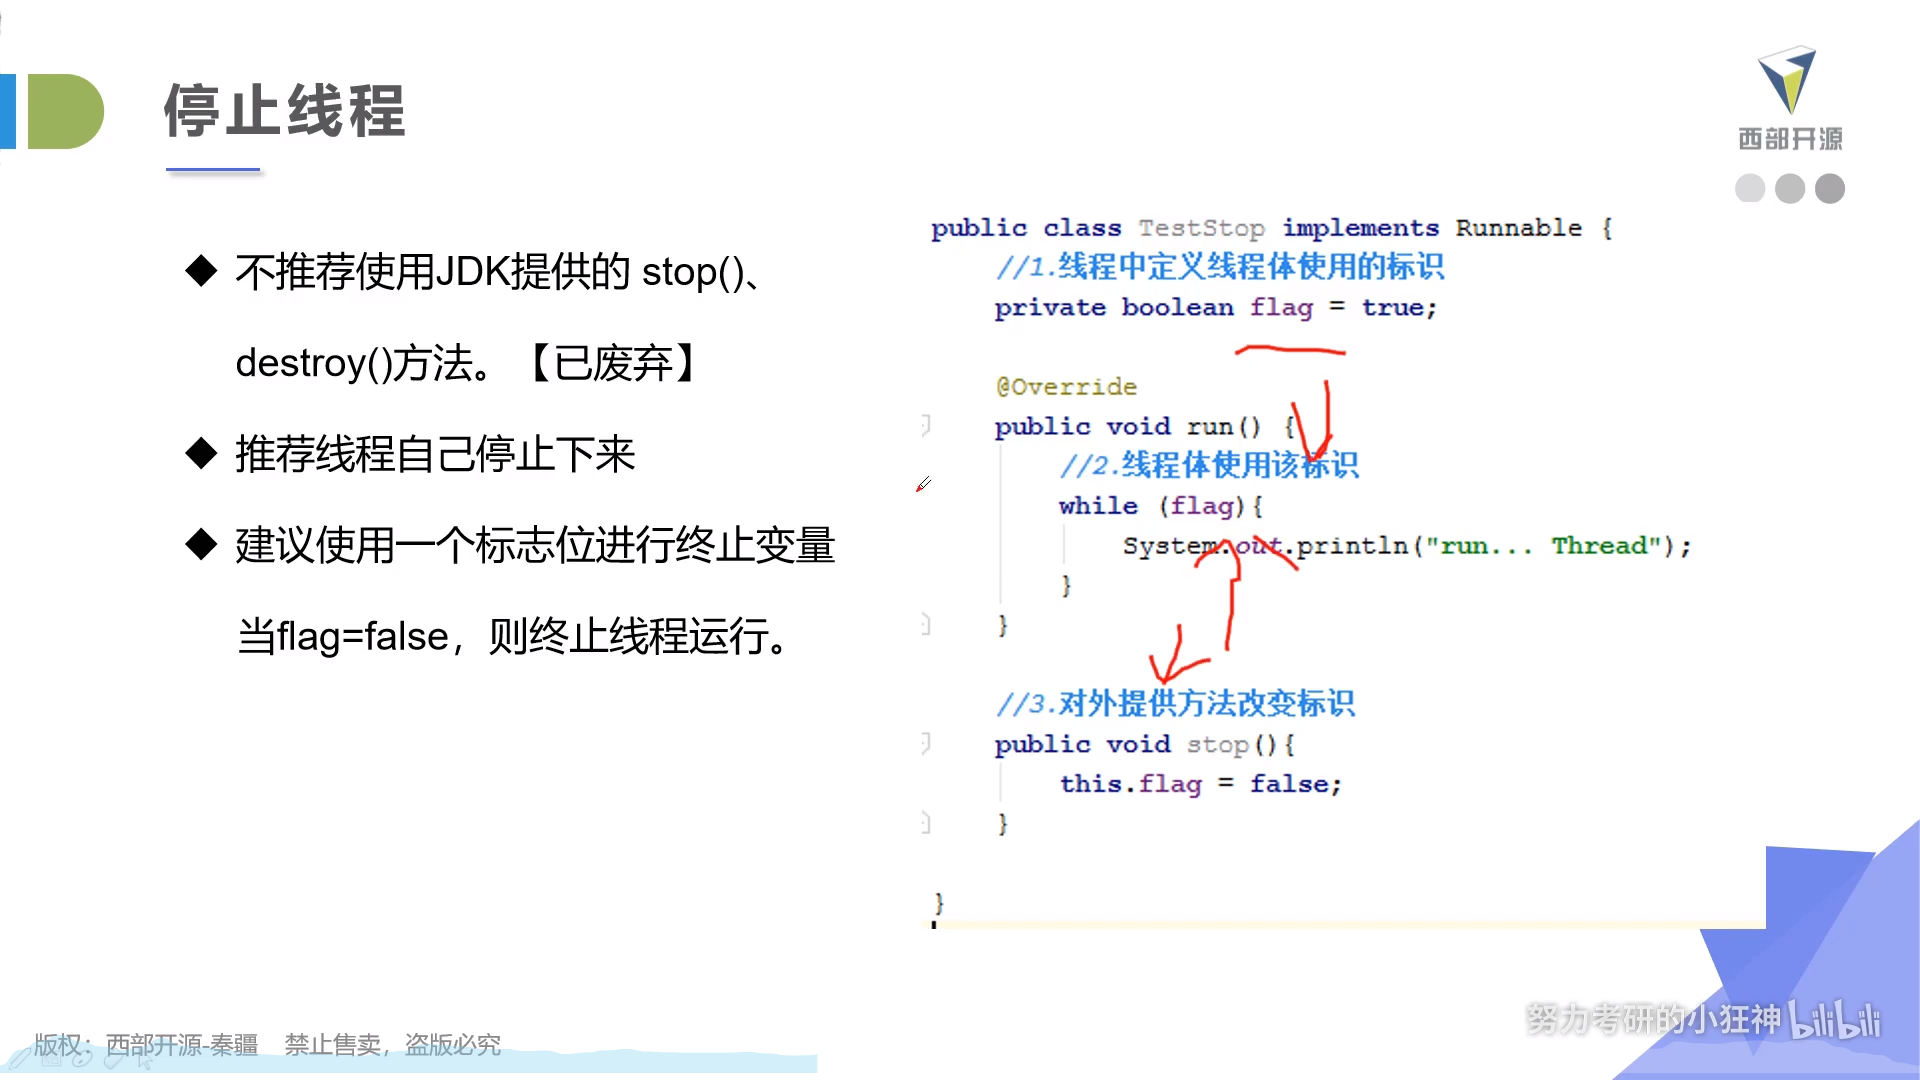 停止线程
西部开源
◆ 不推荐使用JDK提供的 stop()、
destroy()方法。【已废弃】
◆ 推荐线程自己停止下来
◆ 建议使用一个标志位进行终止变量
当flag=false，则终止线程运行。
public class TestStop implements Runnable {
//1.线程中定义线程体使用的标识
private boolean flag = true;
@Override
public void run() {
//2.线程体使用该标识
while (flag){
System.out.println("run... Thread");
}
}
//3.对外提供方法改变标识
public void stop(){
this.flag = false;
}
}
努力考研的小狂神 bilibili
版权：西部开源-秦疆 禁止售卖，盗版必究